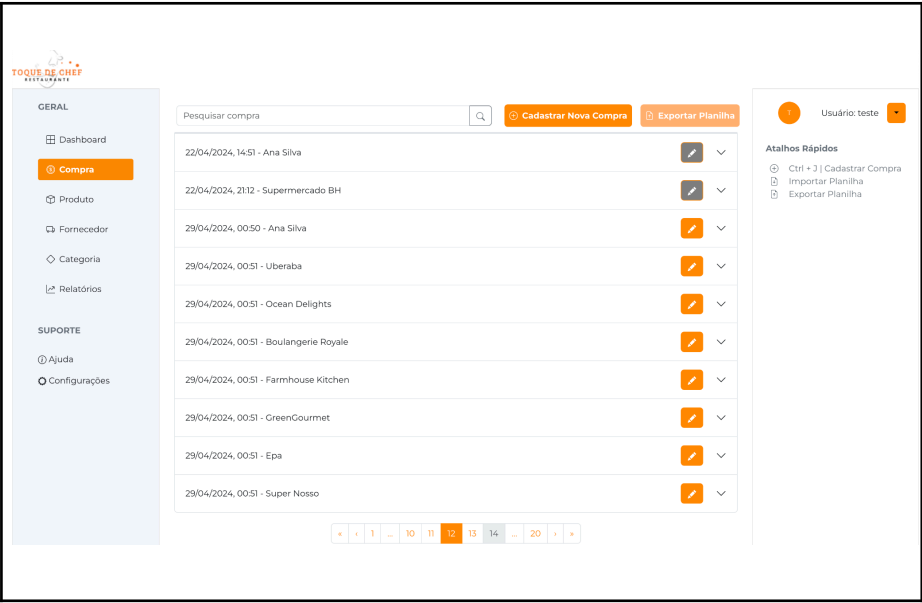 TOQUE DE CHEF
RESTAURANTE
GERAL
Dashboard
Compra
Produto
Fornecedor
Categoria
Relatórios
SUPORTE
Ajuda
Configurações
Pesquisar compra
Cadastrar Nova Compra
Exportar Planilha
22/04/2024, 14:51 - Ana Silva
22/04/2024, 21:12 - Supermercado BH
29/04/2024, 00:50 - Ana Silva
29/04/2024, 00:51 - Uberaba
29/04/2024, 00:51 - Ocean Delights
29/04/2024, 00:51 - Boulangerie Royale
29/04/2024, 00:51 - Farmhouse Kitchen
29/04/2024, 00:51 - GreenGourmet
29/04/2024, 00:51 - Epa
29/04/2024, 00:51 - Super Nosso
« ‹ 1 ... 10 11 12 13 14 ... 20 › »
T Usuário: teste
Atalhos Rápidos
Ctrl + J | Cadastrar Compra
Importar Planilha
Exportar Planilha